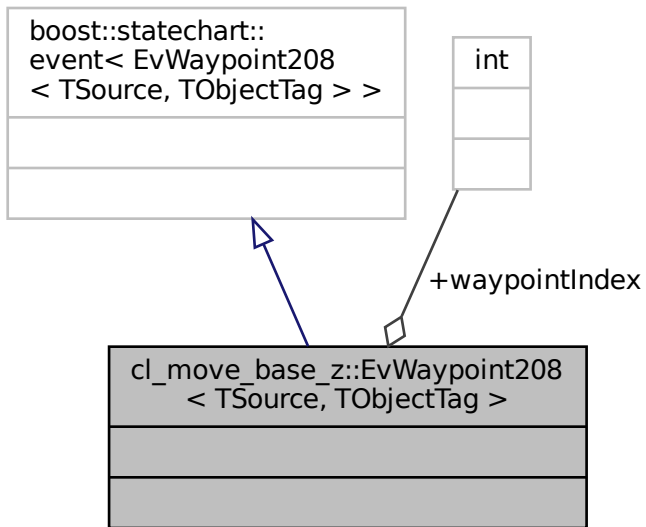 boost::statechart::
event< EvWaypoint208
< TSource, TObjectTag > >
int
+waypointIndex
cl_move_base_z::EvWaypoint208
< TSource, TObjectTag >